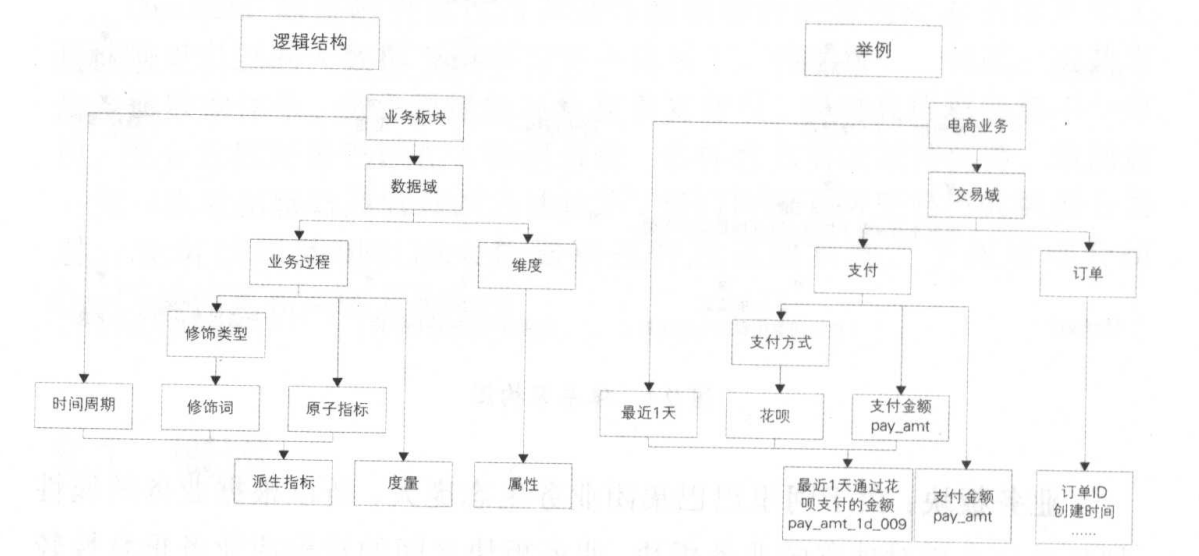 逻辑结构
举例
业务板块
数据域
业务过程
维度
修饰类型
时间周期
修饰词
原子指标
派生指标
度量
属性
电商业务
交易域
支付
订单
支付方式
最近1天
花呗
支付金额
pay_amt
最近1天通过花
呗支付的金额
pay_amt_1d_009
支付金额
pay_amt
订单ID
创建时间
……